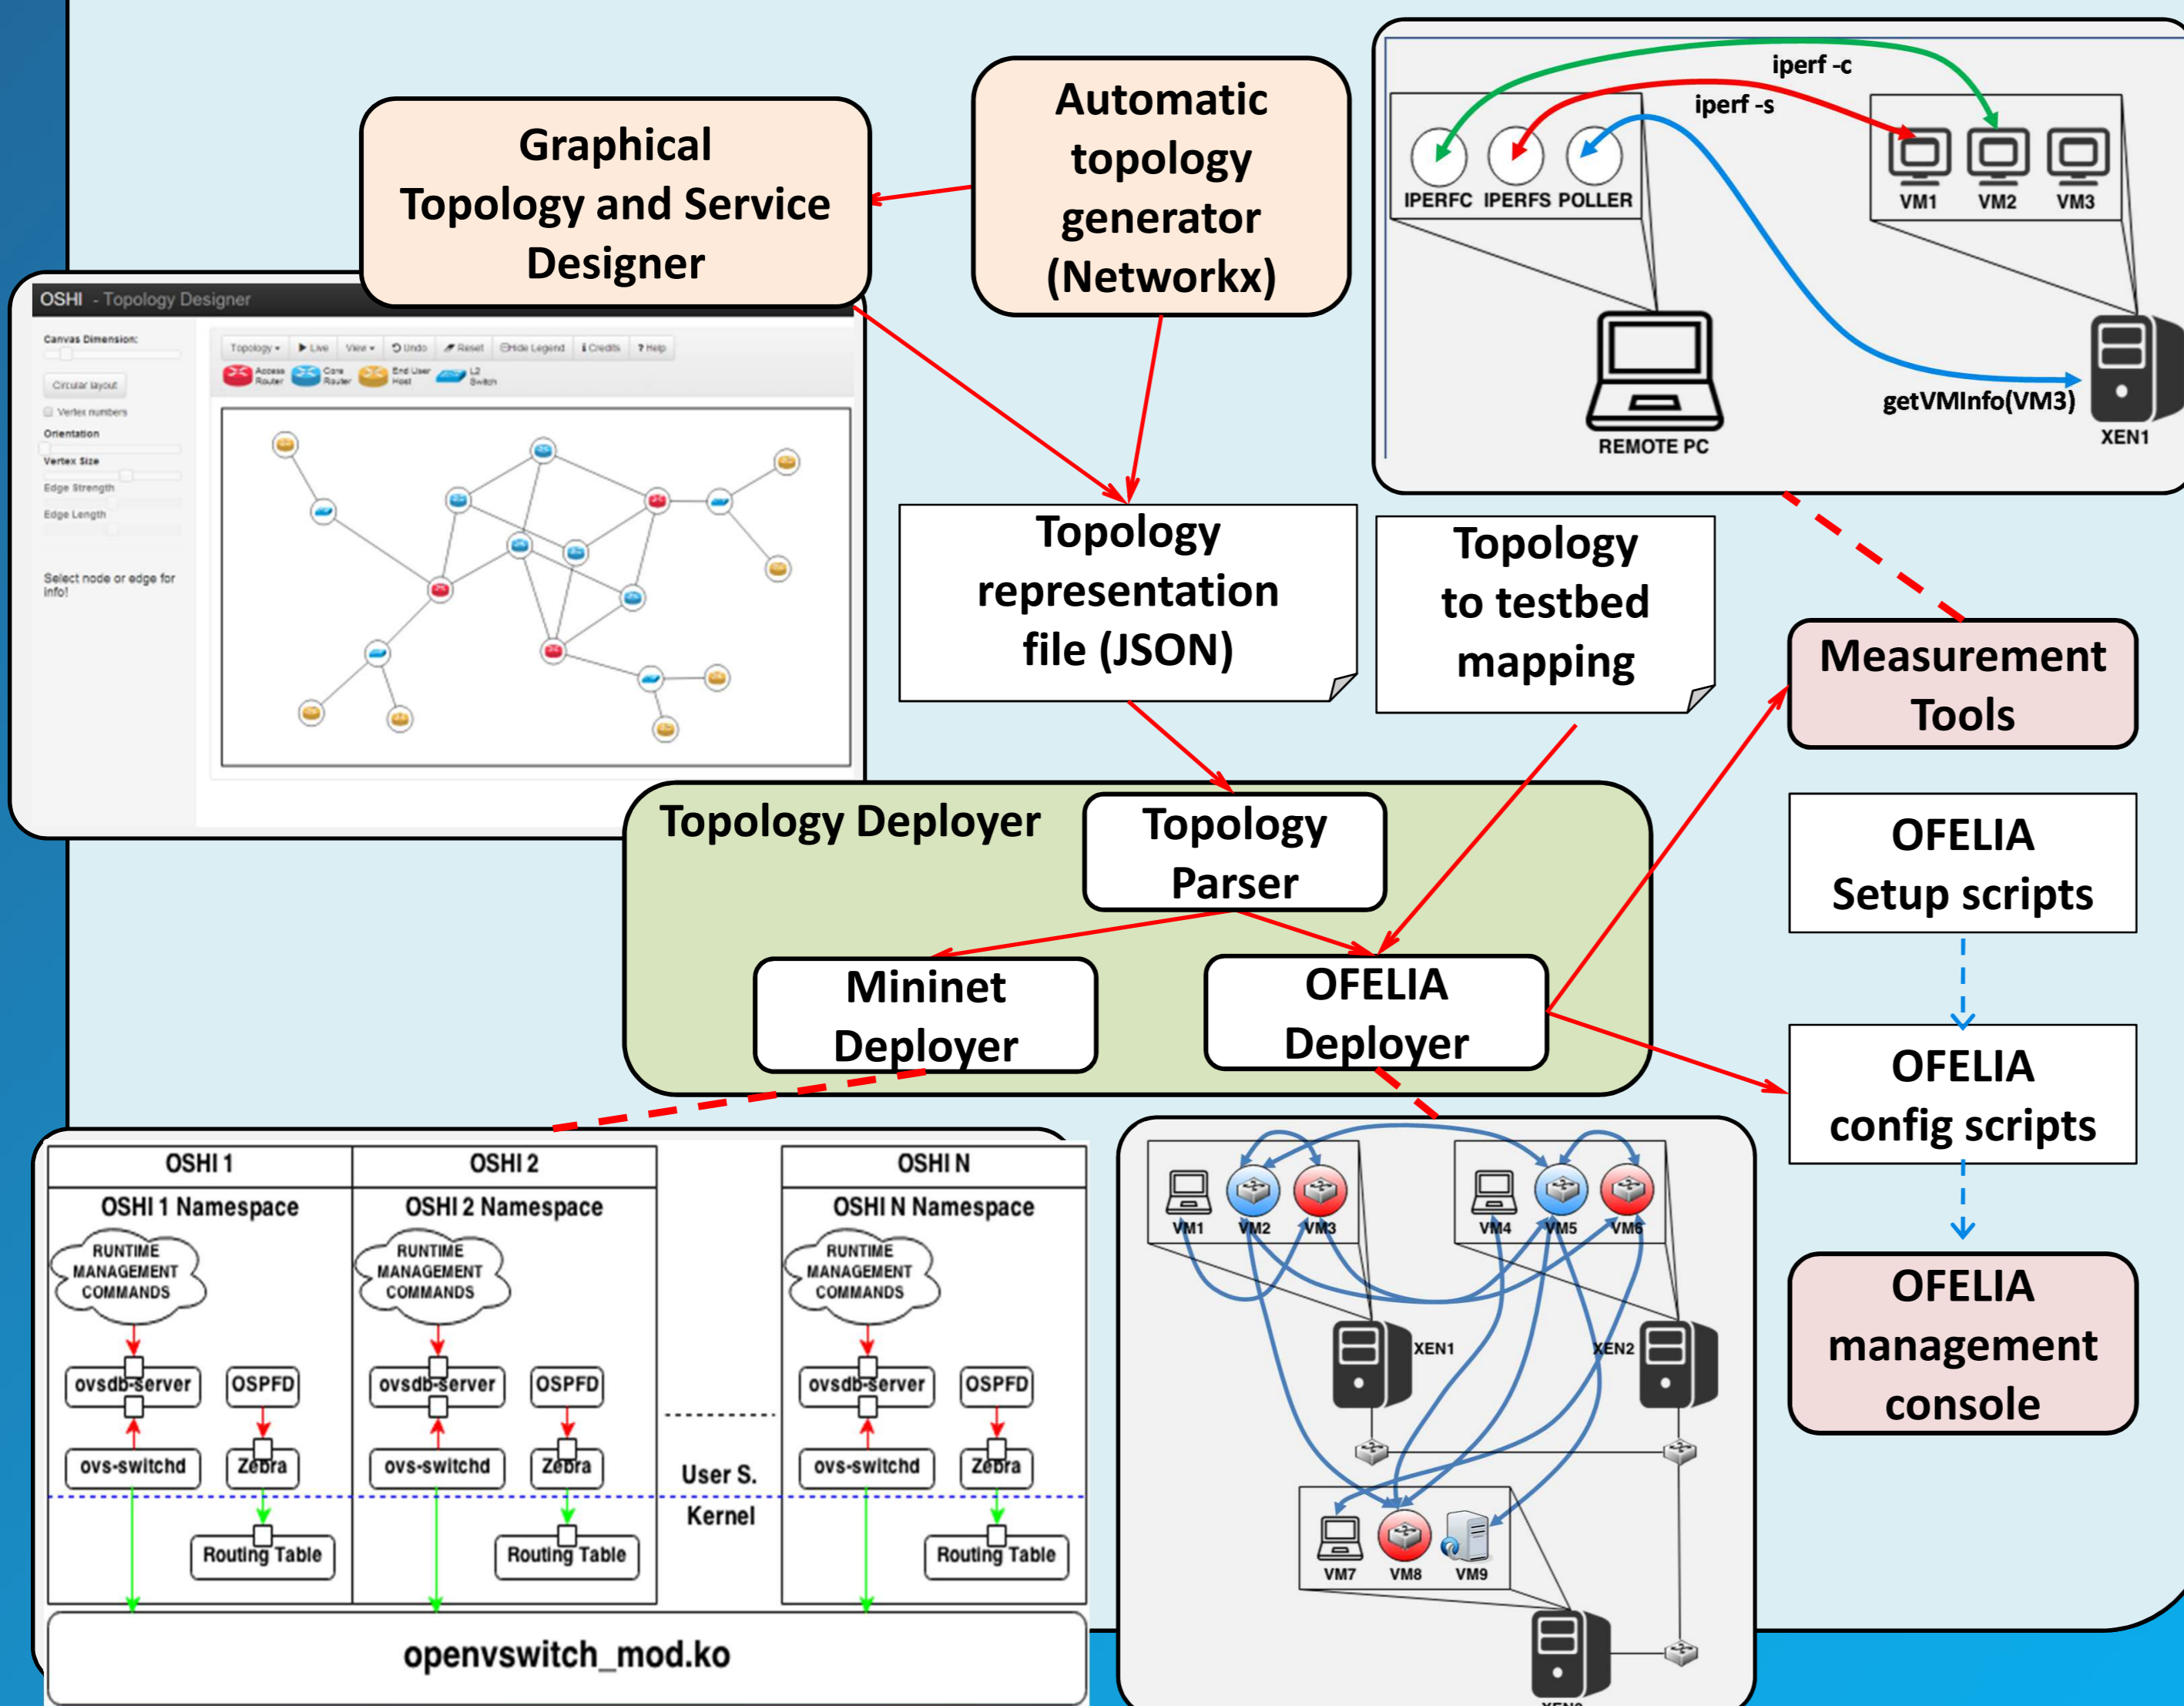 Graphical
Topology and Service
Designer
Automatic
topology
generator
(Networkx)
iperf -c
iperf -s
IPERFC IPERFS POLLER
VM1 VM2 VM3
REMOTE PC
getVMInfo(VM3)
XEN1
OSHI - Topology Designer
Canvas Dimension:
Circular layout
Vertex numbers
Orientation
Vertex Size
Edge Strength
Edge Length
Select node or edge for
info!
Topology Live View Undo Reset Hide Legend Credits ? Help
Access
Router
Core
Router
End User
Host
L2
Switch
Topology
representation
file (JSON)
Topology
to testbed
mapping
Measurement
Tools
Topology Deployer
Topology
Parser
Mininet
Deployer
OFELIA
Deployer
OFELIA
Setup scripts
OFELIA
config scripts
OFELIA
management
console
OSHI 1
OSHI 1 Namespace
RUNTIME
MANAGEMENT
COMMANDS
ovsdb-server
OSPFD
ovs-switchd
Zebra
Routing Table
OSHI 2
OSHI 2 Namespace
RUNTIME
MANAGEMENT
COMMANDS
ovsdb-server
OSPFD
ovs-switchd
Zebra
Routing Table
User S.
Kernel
OSHI N
OSHI N Namespace
RUNTIME
MANAGEMENT
COMMANDS
ovsdb-server
OSPFD
ovs-switchd
Zebra
Routing Table
openvswitch_mod.ko
VM1 VM2 VM3
VM4 VM5 VM6
XEN1
XEN2
VM7 VM8 VM9